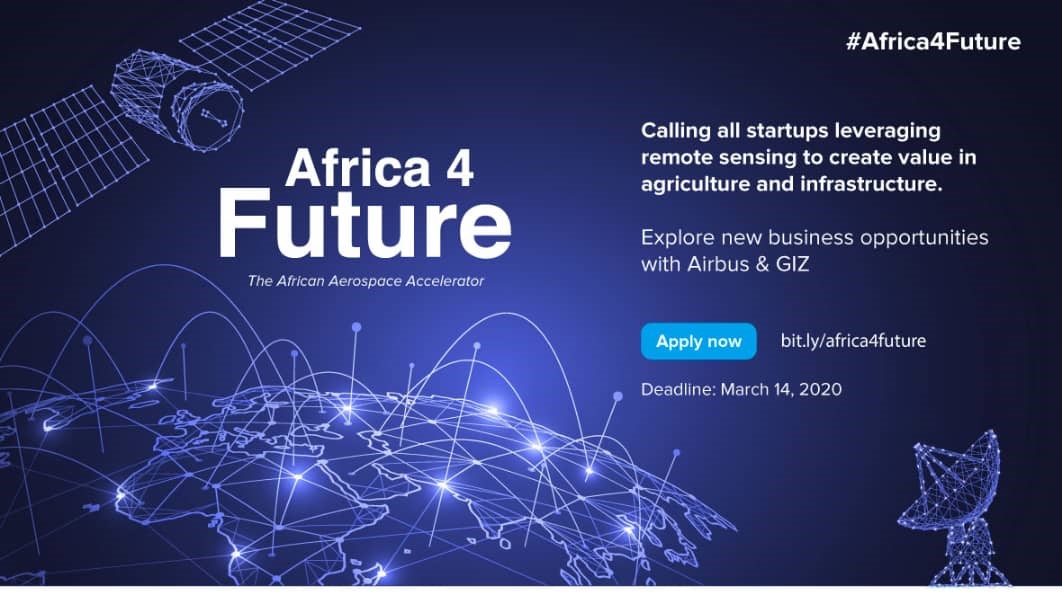 #Africa4Future
Africa 4
Future
The African Aerospace Accelerator
Calling all startups leveraging
remote sensing to create value in
agriculture and infrastructure.
Explore new business opportunities
with Airbus & GIZ
Apply now
bit.ly/africa4future
Deadline: March 14, 2020